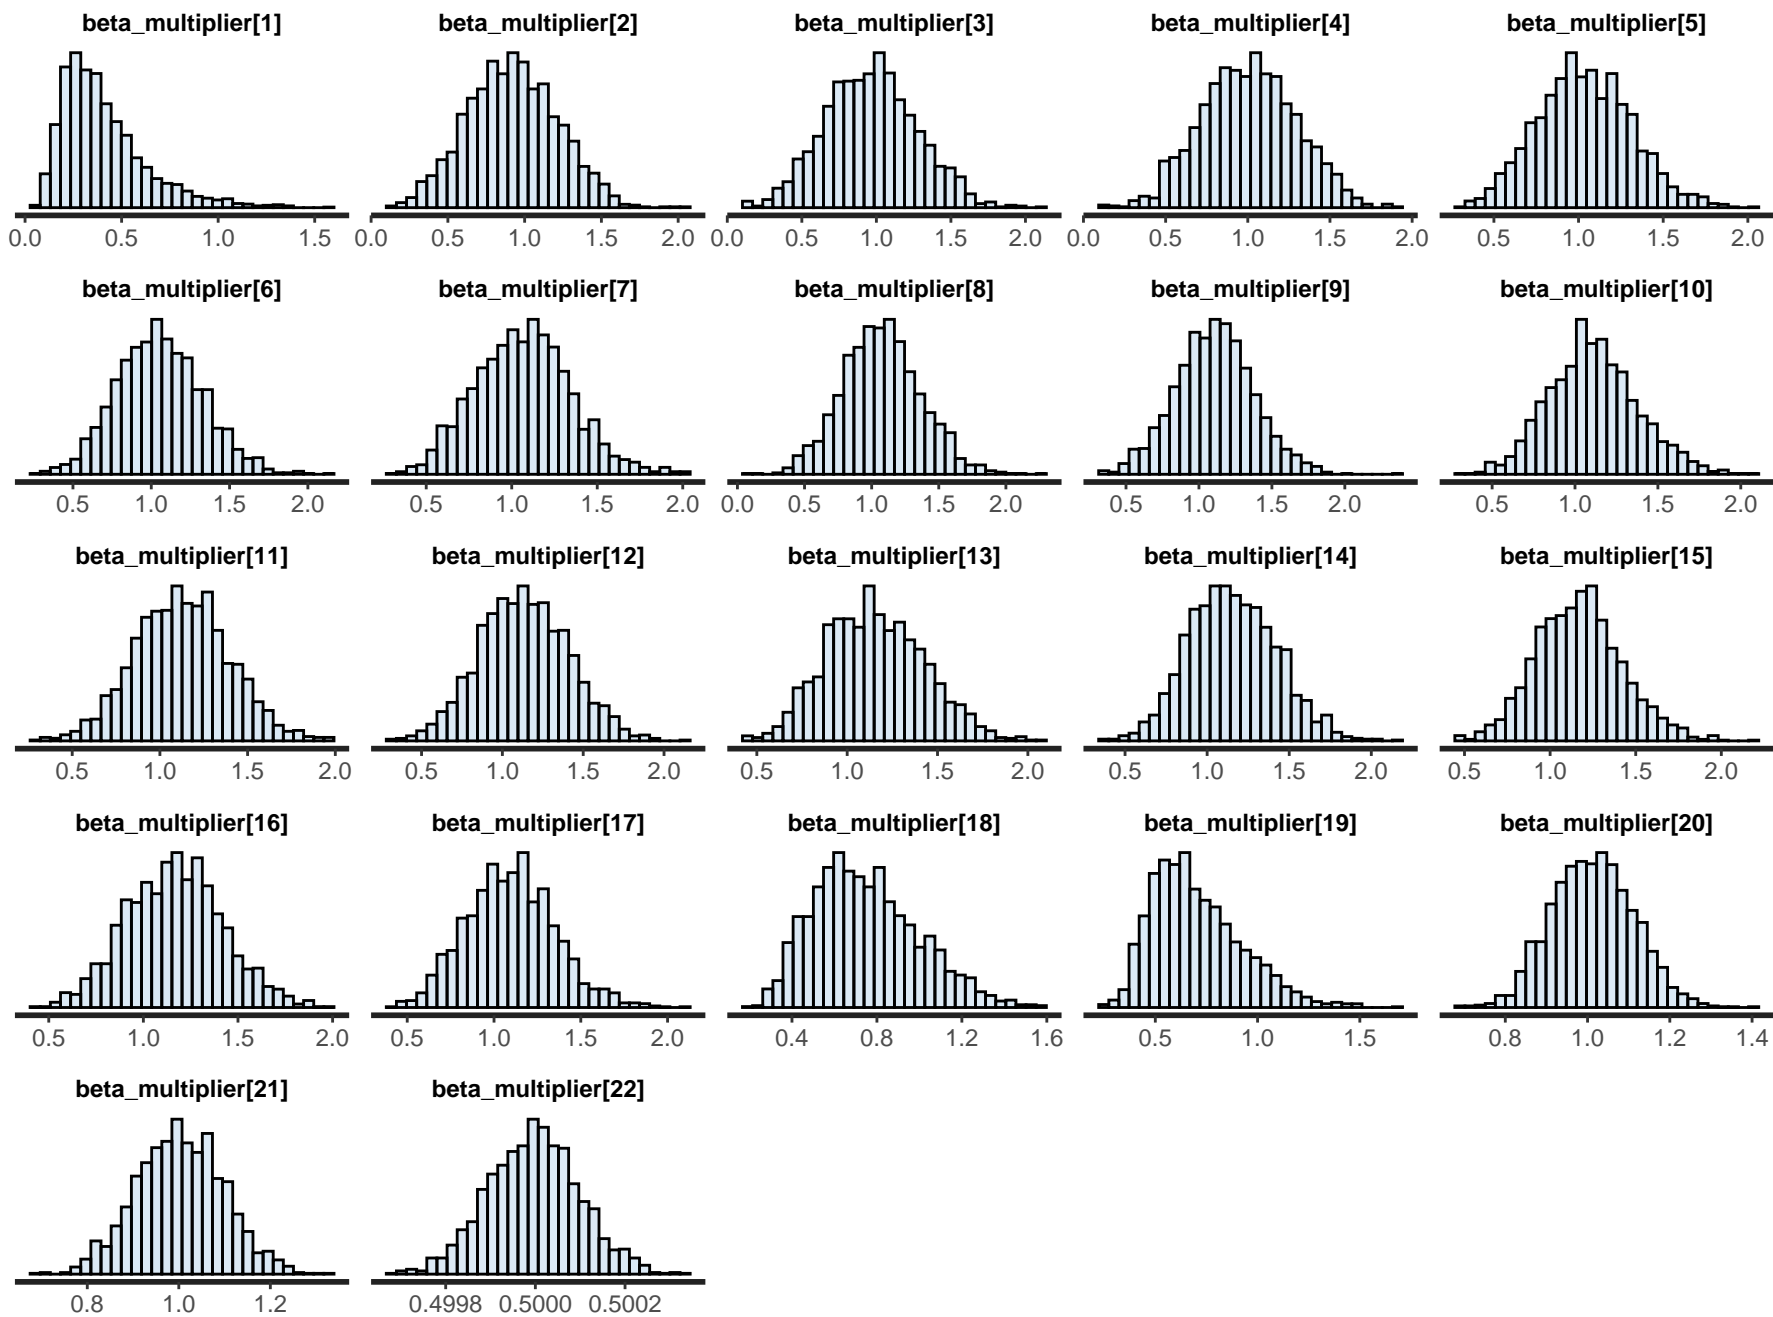 beta_multiplier[1] beta_multiplier[2] beta_multiplier[3] beta_multiplier[4] beta_multiplier[5]
0.0 0.5 1.0 1.5 0.0 0.5 1.0 1.5 2.0 0.0 0.5 1.0 1.5 2.0 0.0 0.5 1.0 1.5 2.0 0.5 1.0 1.5 2.0
beta_multiplier[6] beta_multiplier[7] beta_multiplier[8] beta_multiplier[9] beta_multiplier[10]
0.5 1.0 1.5 2.0 0.5 1.0 1.5 2.0 0.0 0.5 1.0 1.5 2.0 0.5 1.0 1.5 2.0 0.5 1.0 1.5 2.0
beta_multiplier[11] beta_multiplier[12] beta_multiplier[13] beta_multiplier[14] beta_multiplier[15]
0.5 1.0 1.5 2.0 0.5 1.0 1.5 2.0 0.5 1.0 1.5 2.0 0.5 1.0 1.5 2.0 0.5 1.0 1.5 2.0
beta_multiplier[16] beta_multiplier[17] beta_multiplier[18] beta_multiplier[19] beta_multiplier[20]
0.5 1.0 1.5 2.0 0.5 1.0 1.5 2.0 0.4 0.8 1.2 1.6 0.5 1.0 1.5 0.8 1.0 1.2 1.4
beta_multiplier[21] beta_multiplier[22]
0.8 1.0 1.2 0.4998 0.5000 0.5002